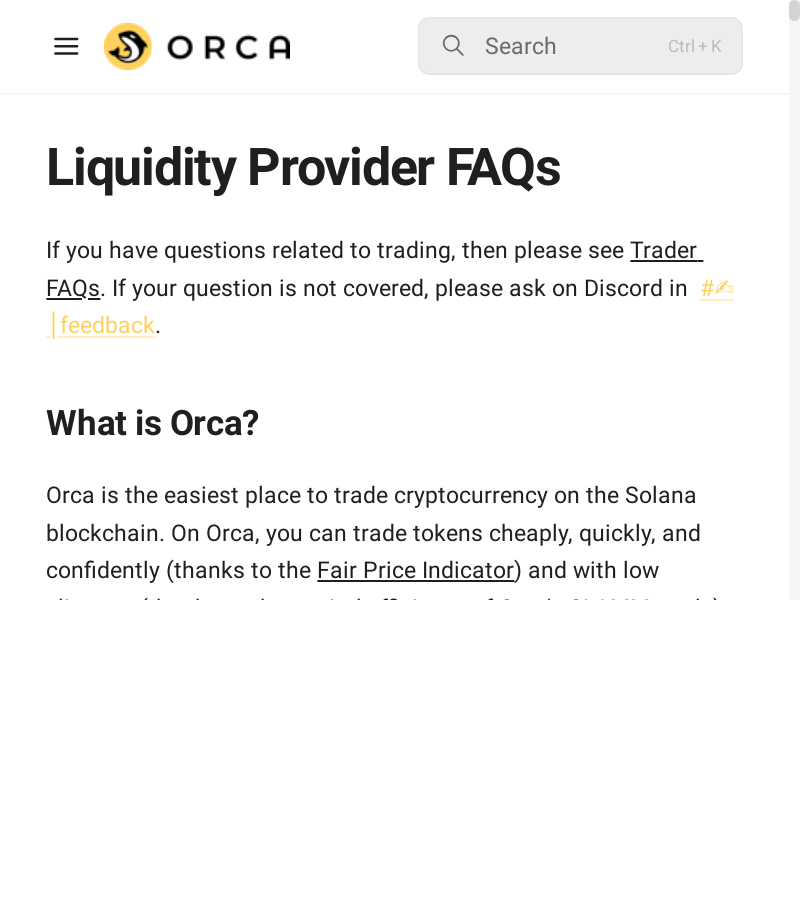 ORCA
Search
Ctrl + K
Liquidity Provider FAQs
If you have questions related to trading, then please see Trader
FAQs. If your question is not covered, please ask on Discord in #✍
│feedback.
What is Orca?
Orca is the easiest place to trade cryptocurrency on the Solana
blockchain. On Orca, you can trade tokens cheaply, quickly, and
confidently (thanks to the Fair Price Indicator) and with low